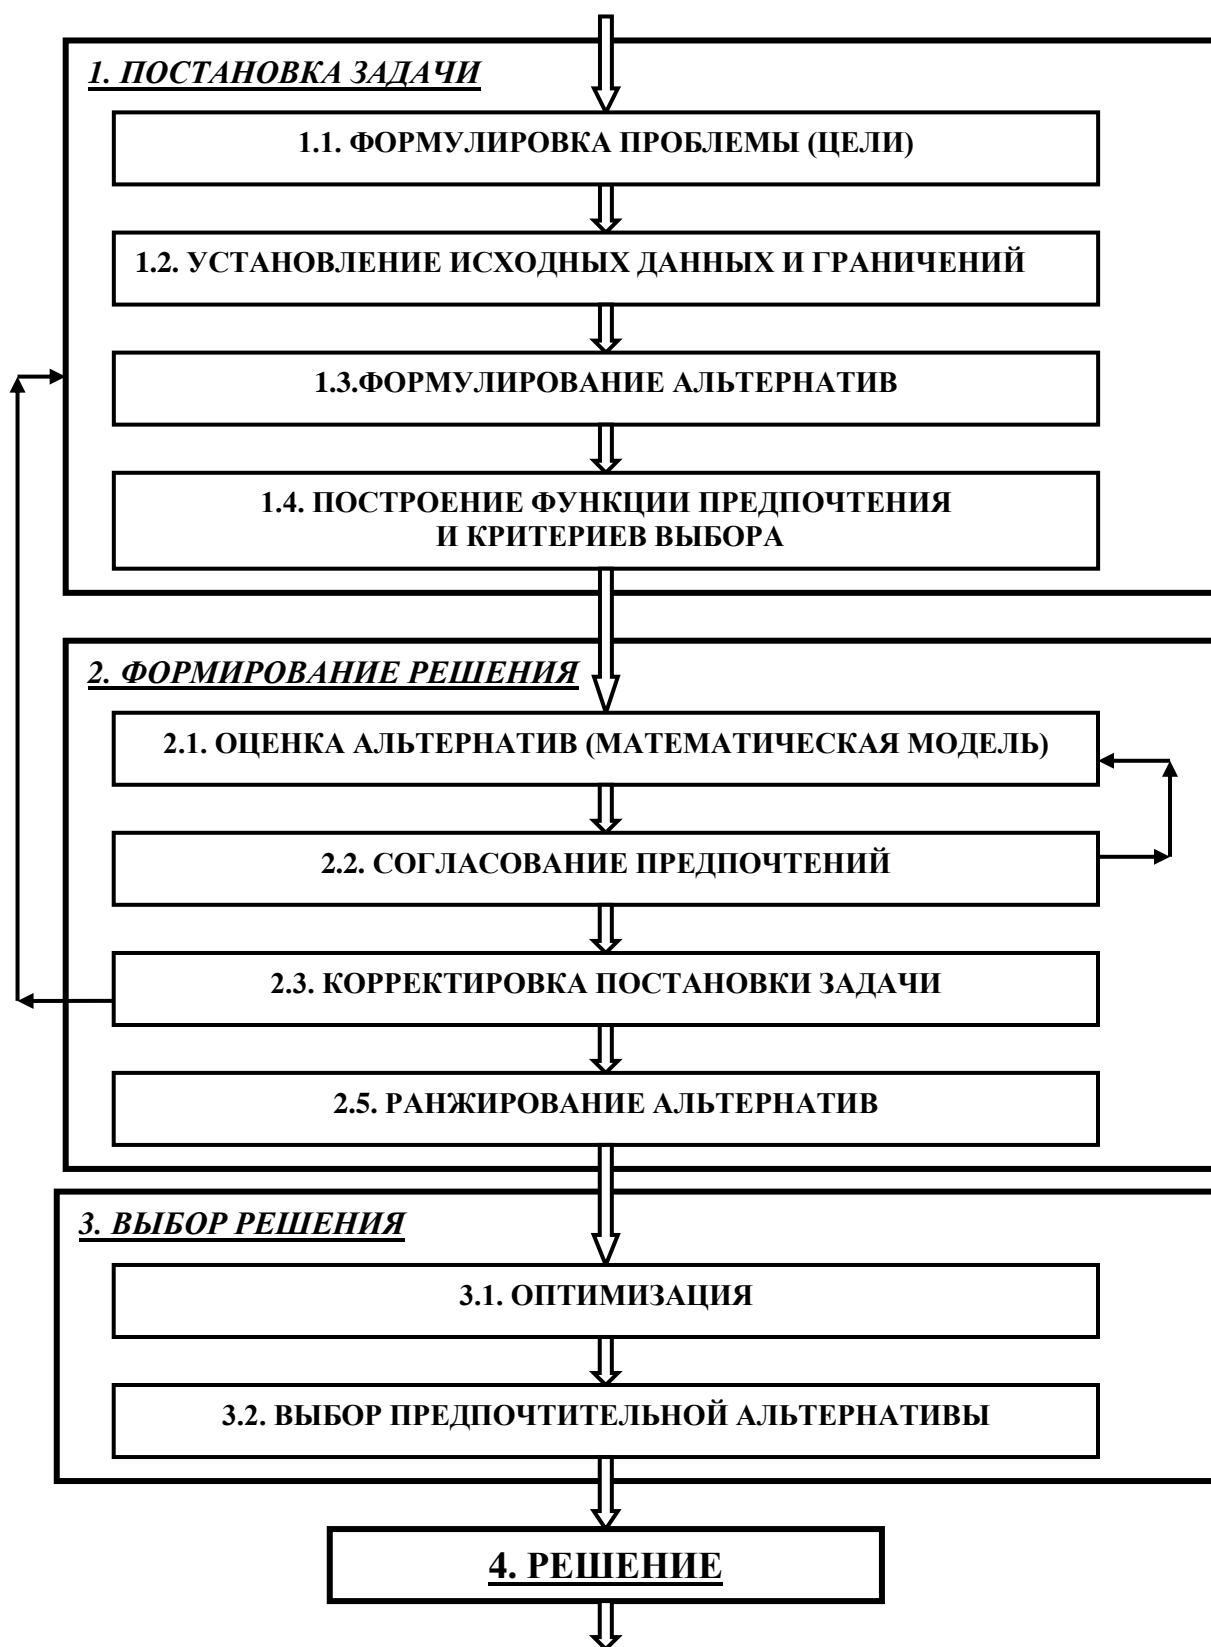 1. ПОСТАНОВКА ЗАДАЧИ
1.1. ФОРМУЛИРОВКА ПРОБЛЕМЫ (ЦЕЛИ)
1.2. УСТАНОВЛЕНИЕ ИСХОДНЫХ ДАННЫХ И ГРАНИЧЕНИЙ
1.3.ФОРМУЛИРОВАНИЕ АЛЬТЕРНАТИВ
1.4. ПОСТРОЕНИЕ ФУНКЦИИ ПРЕДПОЧТЕНИЯ
И КРИТЕРИЕВ ВЫБОРА
2. ФОРМИРОВАНИЕ РЕШЕНИЯ
2.1. ОЦЕНКА АЛЬТЕРНАТИВ (МАТЕМАТИЧЕСКАЯ МОДЕЛЬ)
2.2. СОГЛАСОВАНИЕ ПРЕДПОЧТЕНИЙ
2.3. КОРРЕКТИРОВКА ПОСТАНОВКИ ЗАДАЧИ
2.5. РАНЖИРОВАНИЕ АЛЬТЕРНАТИВ
3. ВЫБОР РЕШЕНИЯ
3.1. ОПТИМИЗАЦИЯ
3.2. ВЫБОР ПРЕДПОЧТИТЕЛЬНОЙ АЛЬТЕРНАТИВЫ
4. РЕШЕНИЕ